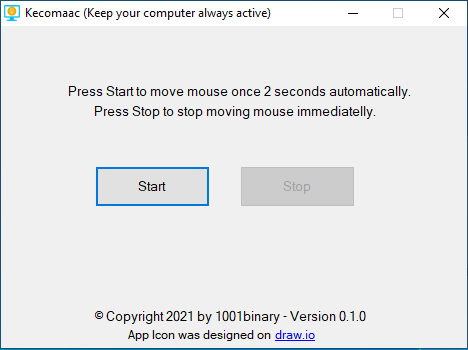 Kecomaac (Keep your computer always active)
Press Start to move mouse once 2 seconds automatically.
Press Stop to stop moving mouse immediatelly.
Start
Stop
© Copyright 2021 by 1001binary - Version 0.1.0
App Icon was designed on draw.io